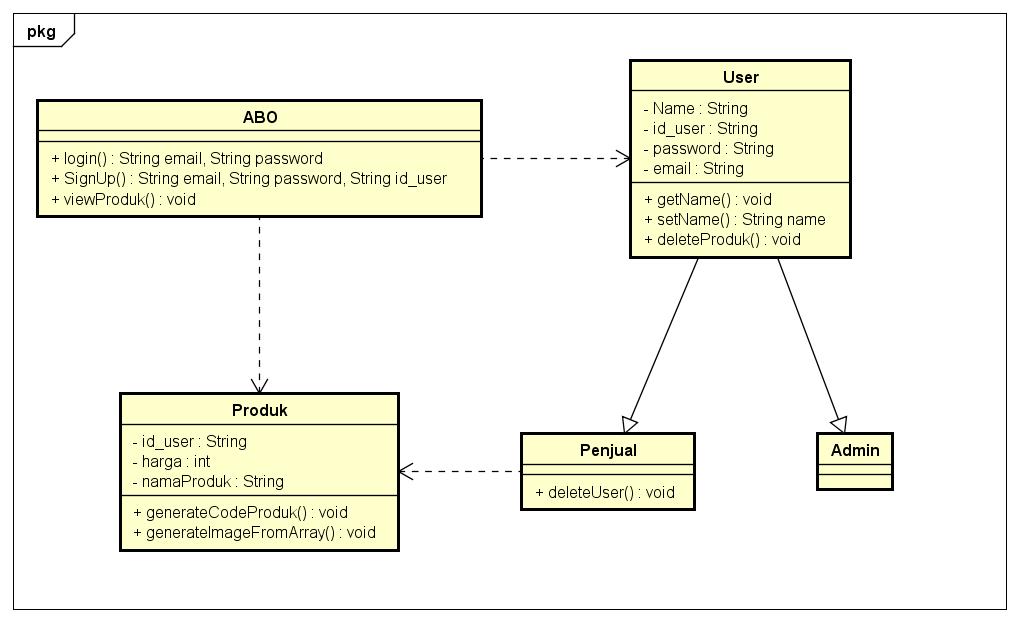 pkg
ABO
+ login() : String email, String password
+ SignUp() : String email, String password, String id_user
+ viewProduk() : void
User
- Name : String
- id_user : String
- password : String
- email : String
+ getName() : void
+ setName() : String name
+ deleteProduk() : void
Produk
- id_user : String
- harga : int
- namaProduk : String
+ generateCodeProduk() : void
+ generateImageFromArray() : void
Penjual
+ deleteUser() : void
Admin